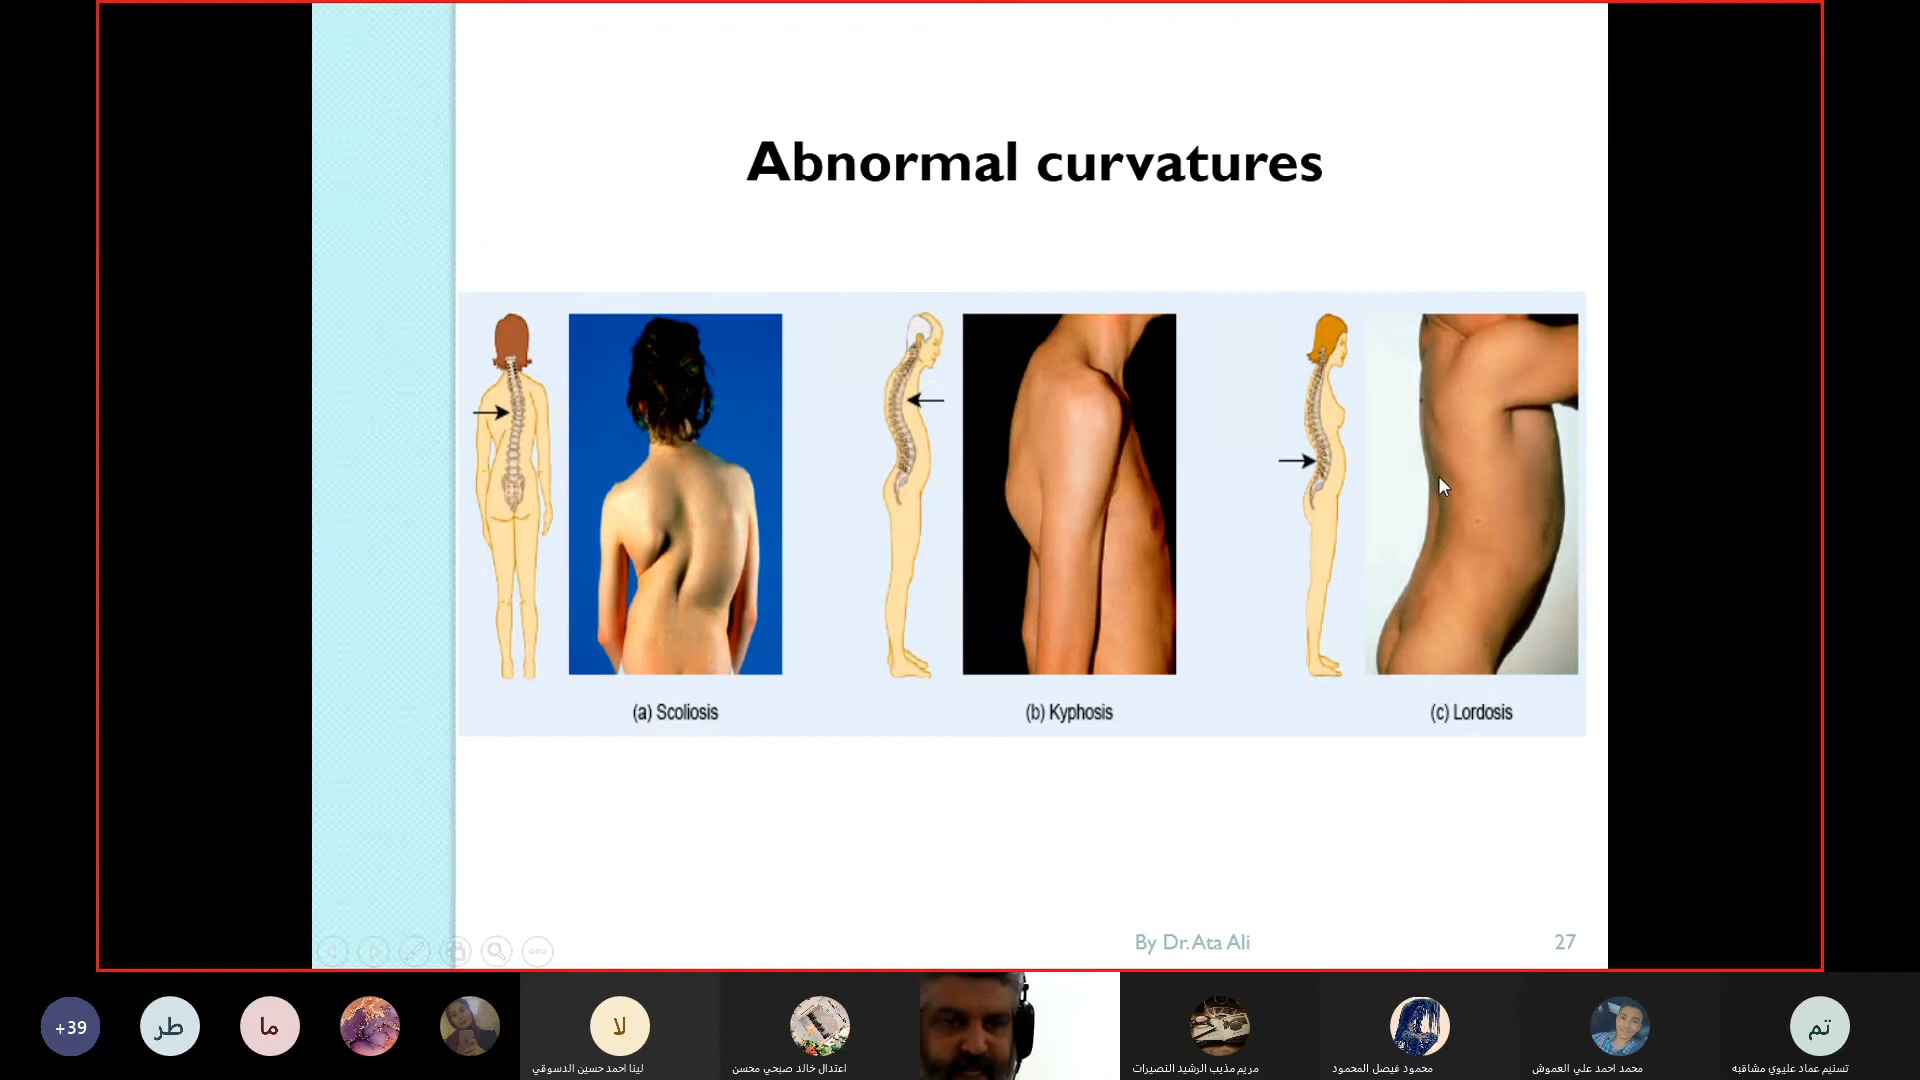 Abnormal curvatures
(a) Scoliosis
(b) Kyphosis
(c) Lordosis
By Dr. Ata Ali
27
+39
طر
ما
لا
تم
لينا احمد حسين الدسوقي
اعتدال خالد صبحي محسن
مريم مذيب الرشيد النصيرات
محمود فيصل المحمود
محمد احمد علي العموش
تسنيم عماد عليوي مشاقبه